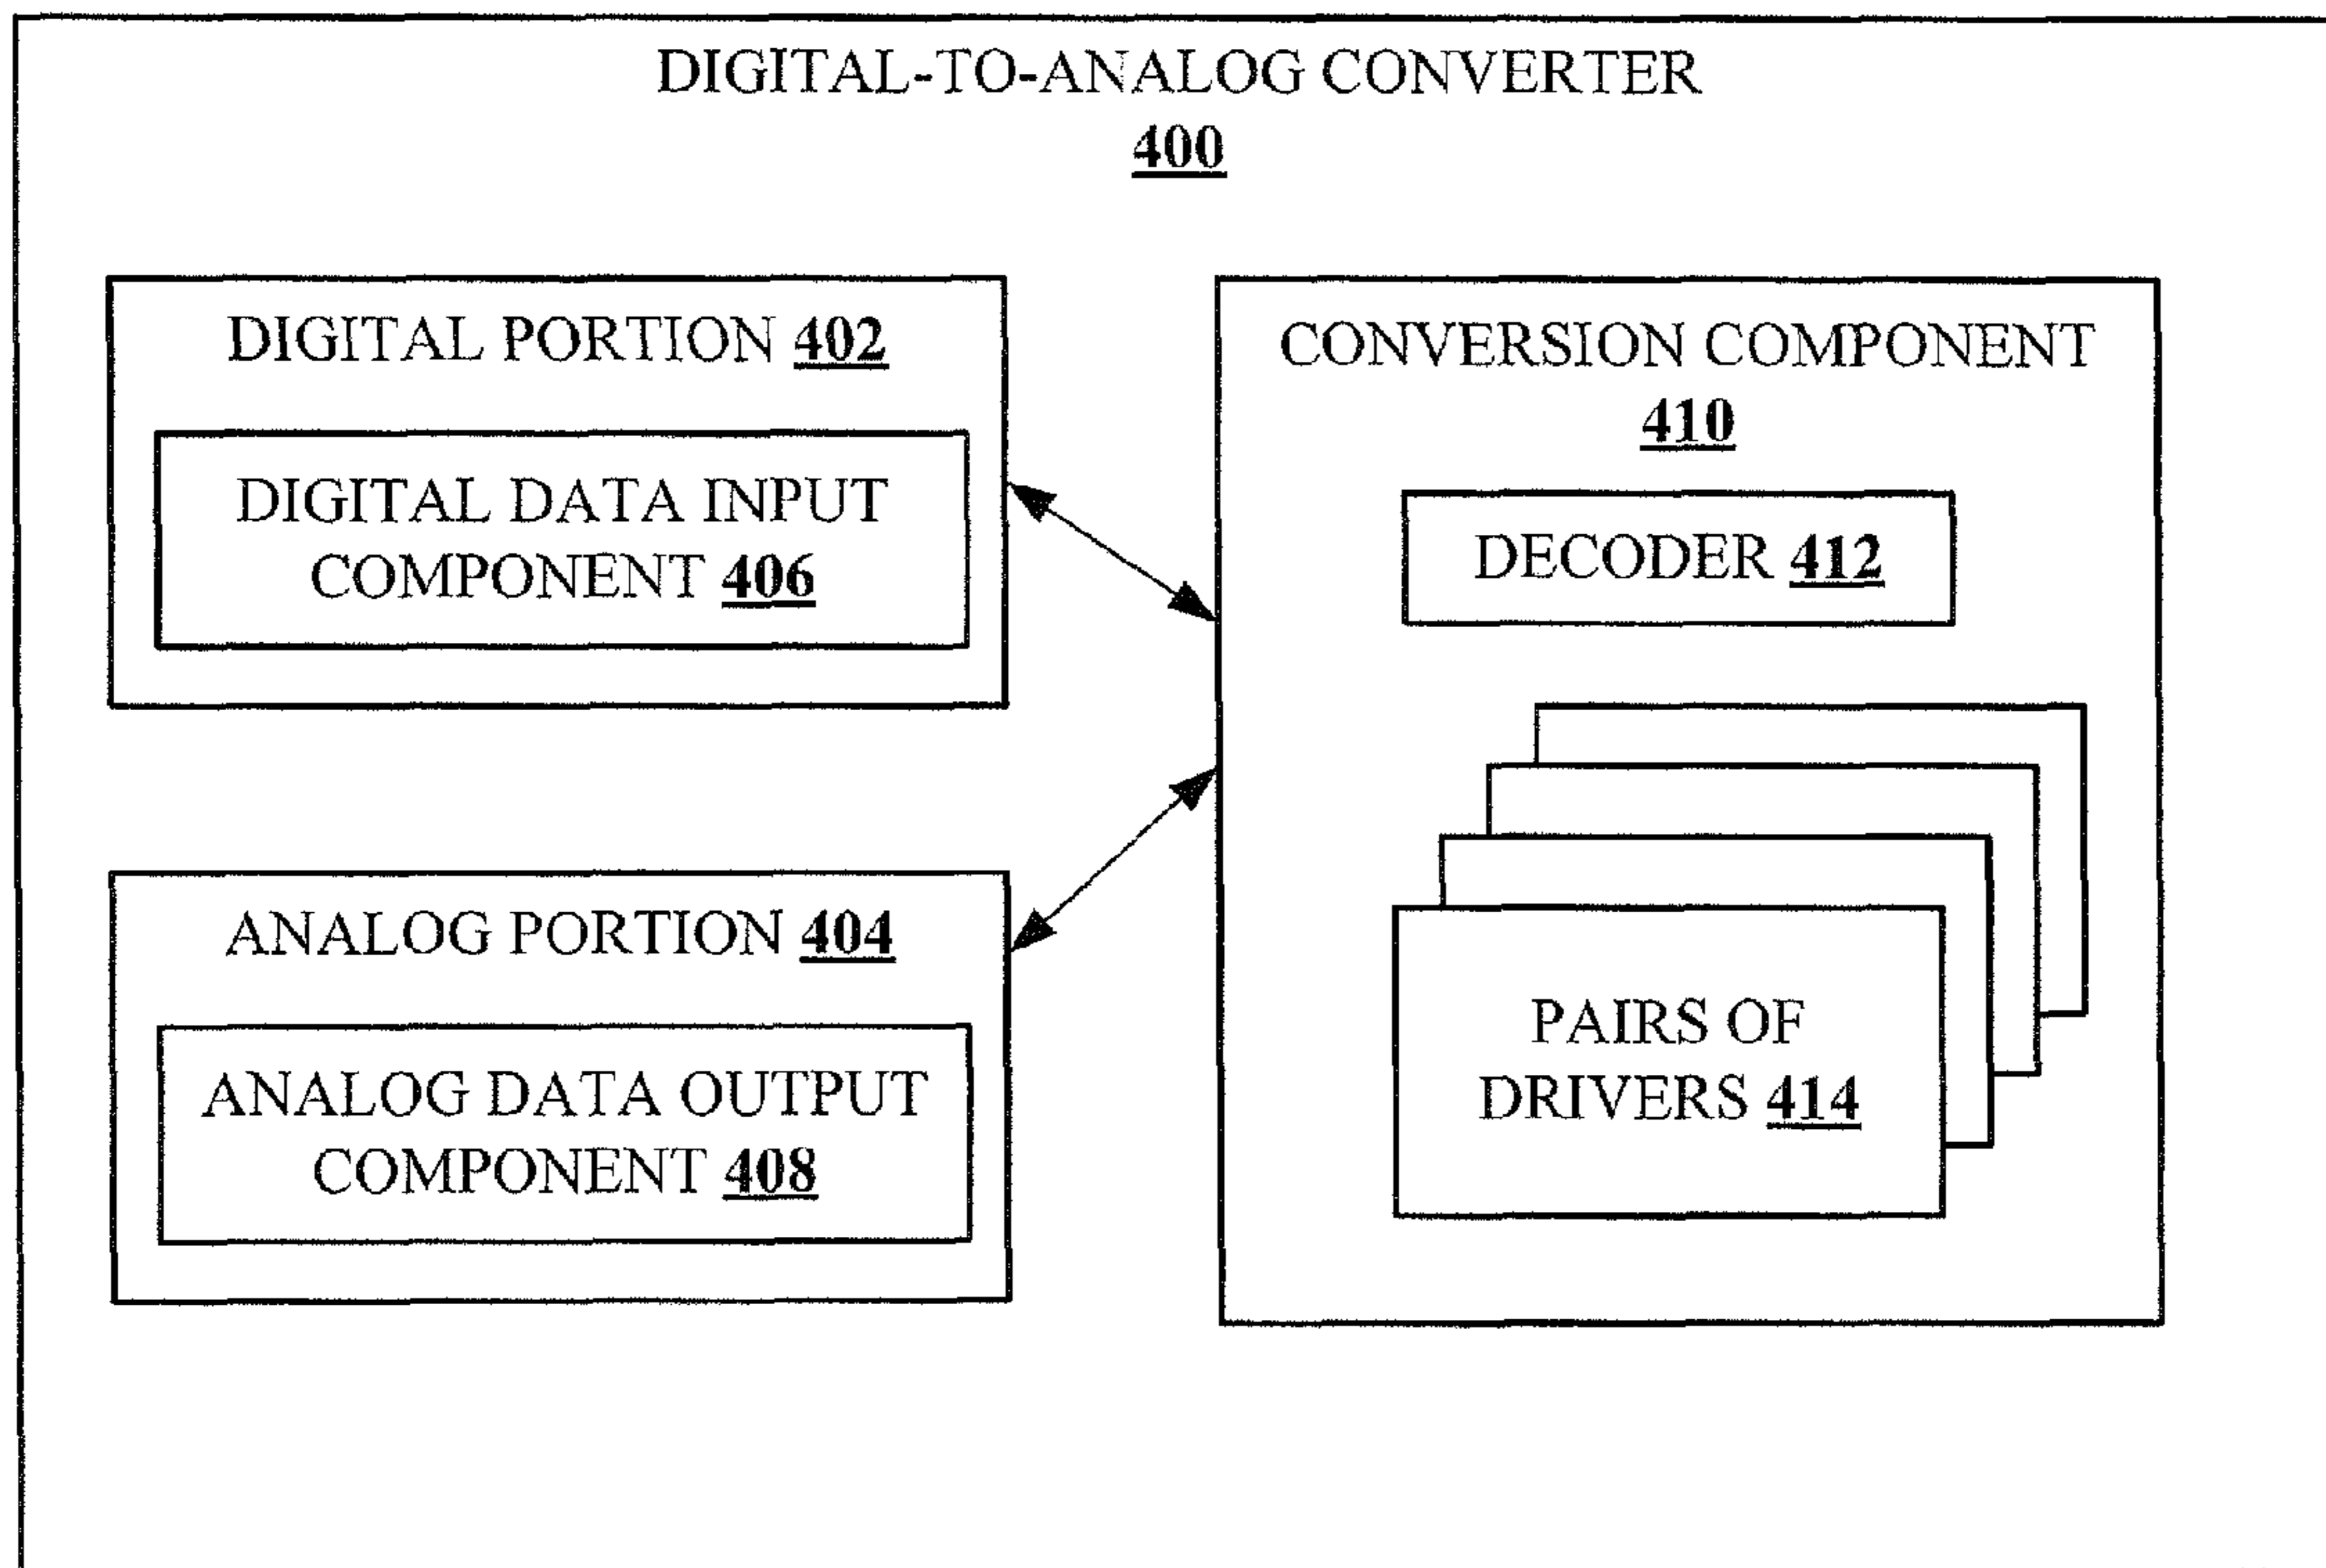 DIGITAL-TO-ANALOG CONVERTER
400
DIGITAL PORTION 402
DIGITAL DATA INPUT
COMPONENT 406
ANALOG PORTION 404
ANALOG DATA OUTPUT
COMPONENT 408
CONVERSION COMPONENT
410
DECODER 412
PAIRS OF
DRIVERS 414